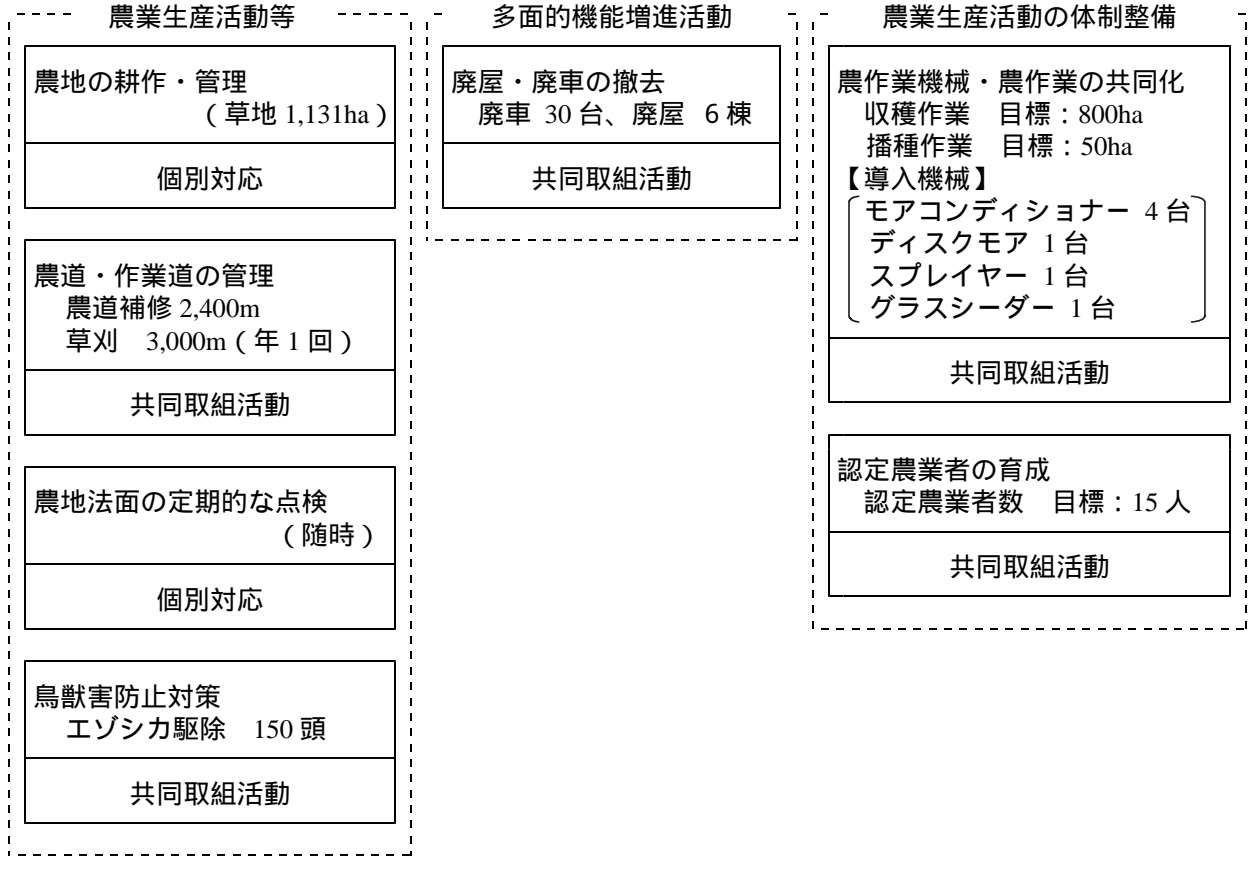 農業生産活動等
農地の耕作・管理
（草地 1,131ha）
個別対応
農道・作業道の管理
農道補修 2,400m
草刈　3,000m（年１回）
共同取組活動
農地法面の定期的な点検
（随時）
個別対応
鳥獣害防止対策
エゾシカ駆除　150 頭
共同取組活動
多面的機能増進活動
廃屋・廃車の撤去
廃車 30 台、廃屋　６棟
共同取組活動
農業生産活動の体制整備
農作業機械・農作業の共同化
収穫作業　目標：800ha
播種作業　目標：50ha
【導入機械】
モアコンディショナー 4 台
ディスクモア 1 台
スプレイヤー 1 台
グラスシーダー 1 台
共同取組活動
認定農業者の育成
認定農業者数　目標：15 人
共同取組活動